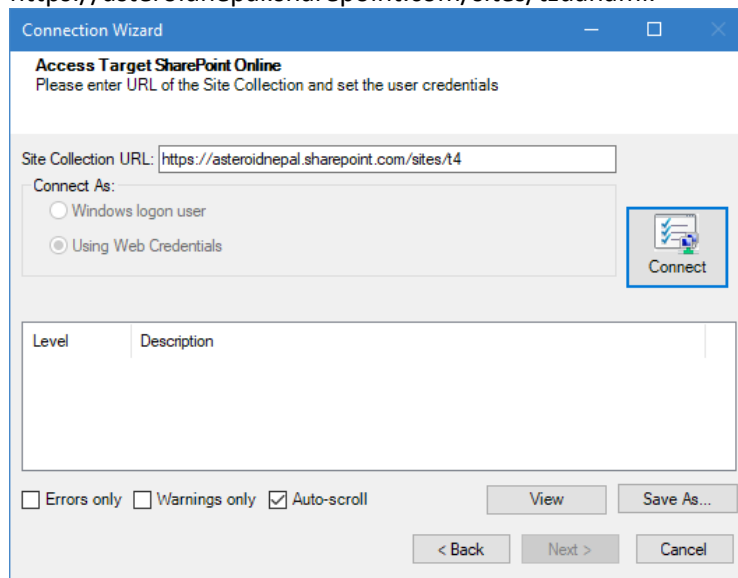 Connection Wizard
Access Target SharePoint Online
Please enter URL of the Site Collection and set the user credentials
Site Collection URL: https://asteroidnepal.sharepoint.com/sites/t4
Connect As:
Windows logon user
Using Web Credentials
Connect
Level Description
Errors only Warnings only Auto-scroll View Save As...
< Back Next > Cancel